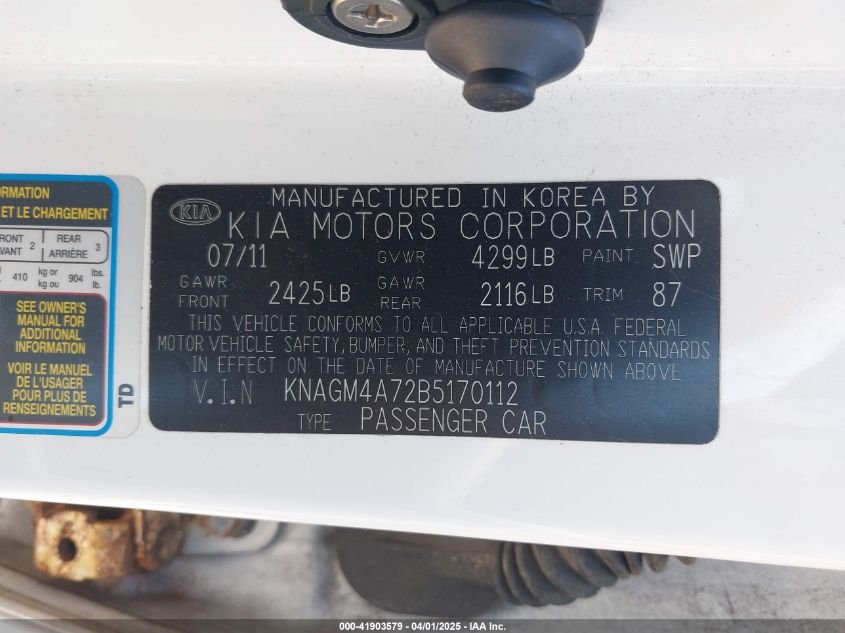 ORMATION
ET LE CHARGEMENT
FRONT
VANT 2
REAR
ARRIÈRE 3
410
kg or
kg ou
904
lbs.
lb.
SEE OWNER'S
MANUAL FOR
ADDITIONAL
INFORMATION
VOIR LE MANUEL
DE L'USAGER
POUR PLUS DE
RENSEIGNEMENTS
TD
MANUFACTURED IN KOREA BY
KIA KIA MOTORS CORPORATION
07/11 GVWR 4299LB PAINT SWP
GAWR FRONT 2425LB GAWR REAR 2116LB TRIM 87
THIS VEHICLE CONFORMS TO ALL APPLICABLE U.S.A. FEDERAL
MOTOR VEHICLE SAFETY, BUMPER, AND THEFT PREVENTION STANDARDS
IN EFFECT ON THE DATE OF MANUFACTURE SHOWN ABOVE
V.I.N KNAGM4A72B5170112
TYPE PASSENGER CAR
000-41903579 - 04/01/2025 - IAA Inc.